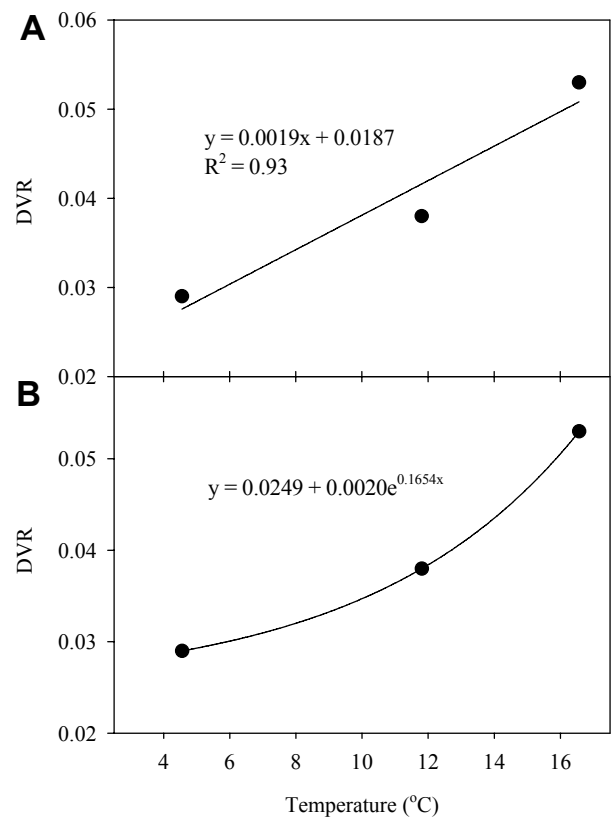 A
0.06
0.05
0.04
0.03
0.02
DVR
y = 0.0019x + 0.0187
R² = 0.93
B
0.05
0.04
0.03
0.02
DVR
y = 0.0249 + 0.0020e^0.1654x
4 6 8 10 12 14 16
Temperature (°C)